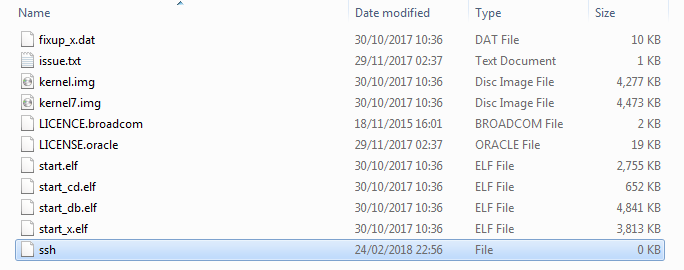 Name Date modified Type Size
fixup_x.dat 30/10/2017 10:36 DAT File 10 KB
issue.txt 29/11/2017 02:37 Text Document 1 KB
kernel.img 30/10/2017 10:36 Disc Image File 4,277 KB
kernel7.img 30/10/2017 10:36 Disc Image File 4,473 KB
LICENCE.broadcom 18/11/2015 16:01 BROADCOM File 2 KB
LICENSE.oracle 29/11/2017 02:37 ORACLE File 19 KB
start.elf 30/10/2017 10:36 ELF File 2,755 KB
start_cd.elf 30/10/2017 10:36 ELF File 652 KB
start_db.elf 30/10/2017 10:36 ELF File 4,841 KB
start_x.elf 30/10/2017 10:36 ELF File 3,813 KB
ssh 24/02/2018 22:56 File 0 KB